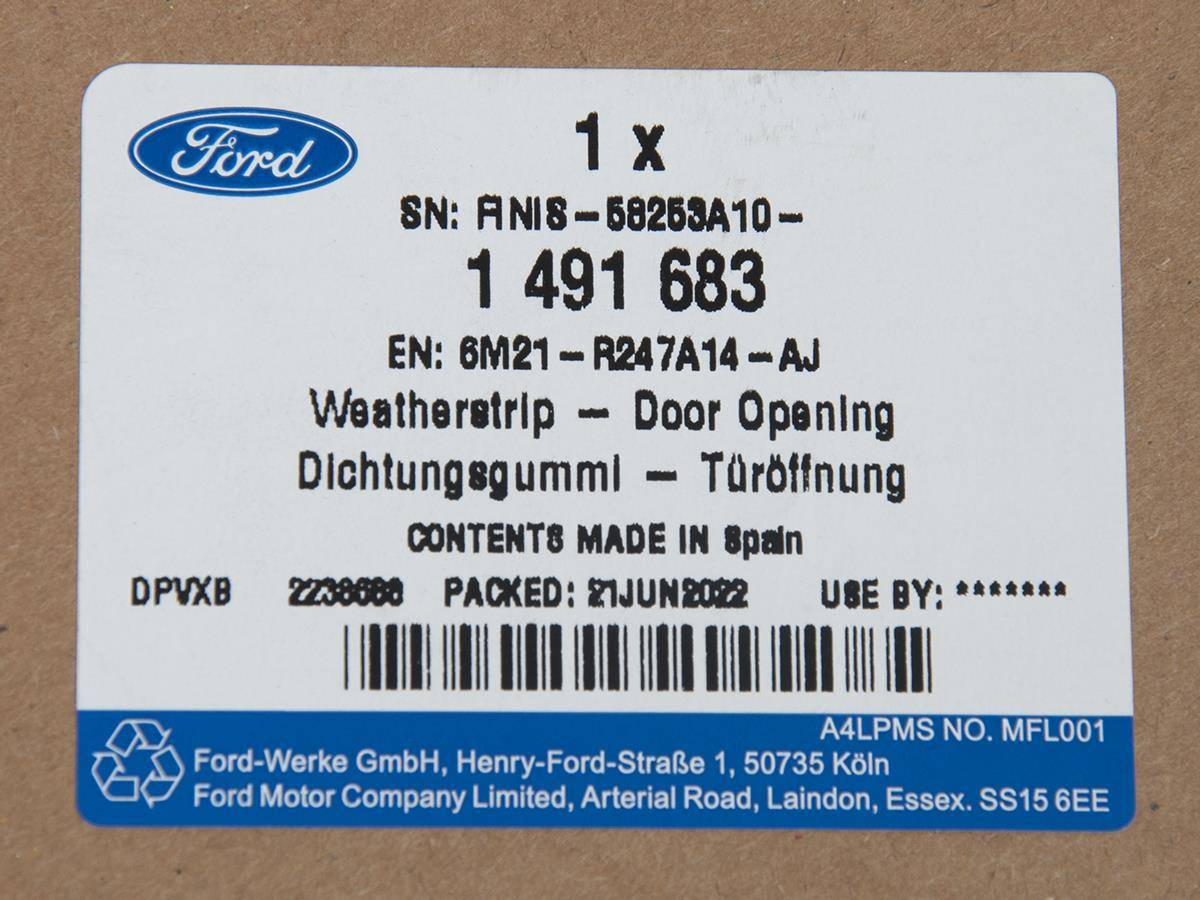 Ford
1 x
SN: FINIS-58253A10-
1 491 683
EN: 6M21-R247A14-AJ
Weatherstrip - Door Opening
Dichtungsgummi - Türöffnung
CONTENTS MADE IN Spain
DPVXB PACKED: 21JUN2022 USE BY: *******
A4LPMS NO. MFL001
Ford-Werke GmbH, Henry-Ford-Straße 1, 50735 Köln
Ford Motor Company Limited, Arterial Road, Laindon, Essex. SS15 6EE